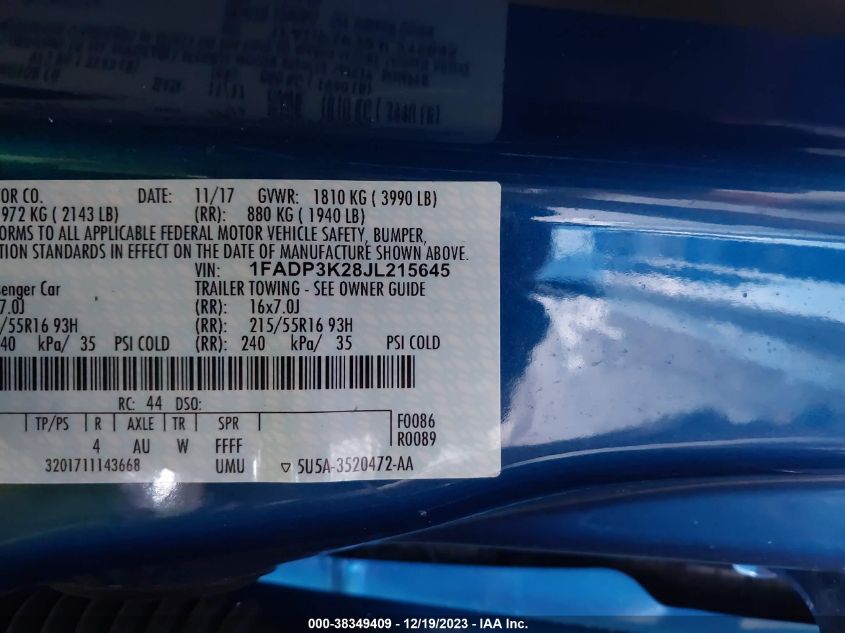 TOR CO. DATE: 11/17 GVWR: 1810 KG ( 3990 LB)
972 KG ( 2143 LB) (RR): 880 KG ( 1940 LB)
FORMS TO ALL APPLICABLE FEDERAL MOTOR VEHICLE SAFETY, BUMPER,
TION STANDARDS IN EFFECT ON THE DATE OF MANUFACTURE SHOWN ABOVE.
VIN: 1FADP3K28JL215645
senger Car TRAILER TOWING - SEE OWNER GUIDE
7.0J (RR): 16x7.0J
/55R16 93H (RR): 215/55R16 93H
40 kPa/ 35 PSI COLD (RR): 240 kPa/ 35 PSI COLD
RC: 44 DSO:
TP/PS R AXLE TR SPR F0086
4 AU W FFFF R0089
3201711143668 UMU ▽ 5U5A-3520472-AA
000-38349409 - 12/19/2023 - IAA Inc.